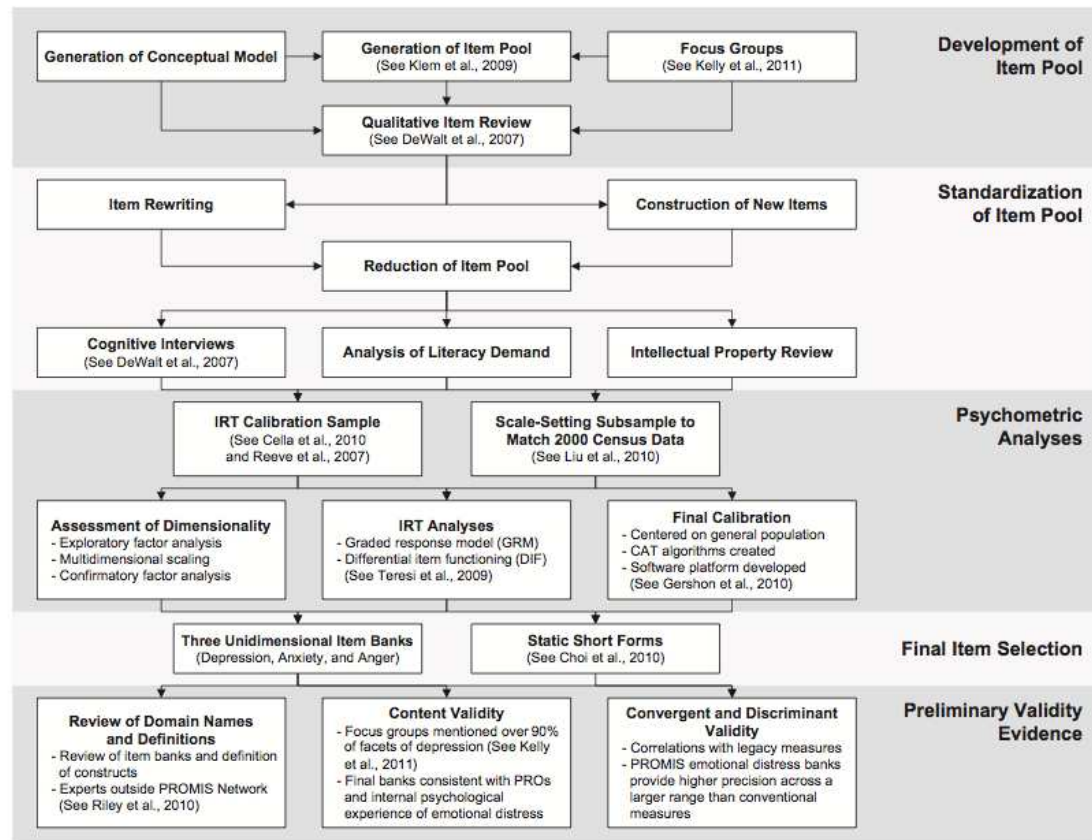 Development of
Item Pool
Generation of Conceptual Model
Generation of Item Pool
(See Klem et al., 2009)
Focus Groups
(See Kelly et al., 2011)
Qualitative Item Review
(See DeWalt et al., 2007)
Standardization
of Item Pool
Item Rewriting
Construction of New Items
Reduction of Item Pool
Cognitive Interviews
(See DeWalt et al., 2007)
Analysis of Literacy Demand
Intellectual Property Review
Psychometric
Analyses
IRT Calibration Sample
(See Cella et al., 2010
and Reeve et al., 2007)
Scale-Setting Subsample to
Match 2000 Census Data
(See Liu et al., 2010)
Assessment of Dimensionality
- Exploratory factor analysis
- Multidimensional scaling
- Confirmatory factor analysis
IRT Analyses
- Graded response model (GRM)
- Differential item functioning (DIF)
(See Teresi et al., 2009)
Final Calibration
- Centered on general population
- CAT algorithms created
- Software platform developed
(See Gershon et al., 2010)
Final Item Selection
Three Unidimensional Item Banks
(Depression, Anxiety, and Anger)
Static Short Forms
(See Choi et al., 2010)
Preliminary Validity
Evidence
Review of Domain Names
and Definitions
- Review of item banks and definition
of constructs
- Experts outside PROMIS Network
(See Riley et al., 2010)
Content Validity
- Focus groups mentioned over 90%
of facets of depression (See Kelly
et al., 2011)
- Final banks consistent with PROs
and internal psychological
experience of emotional distress
Convergent and Discriminant
Validity
- Correlations with legacy measures
- PROMIS emotional distress banks
provide higher precision across a
larger range than conventional
measures